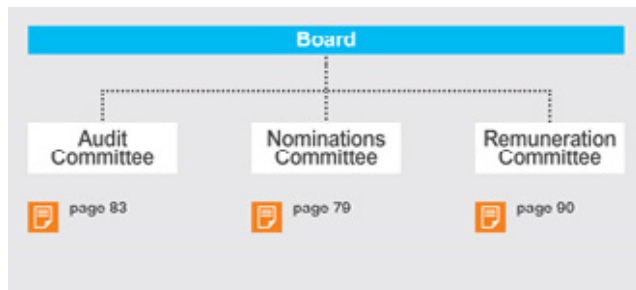 Board
Audit
Committee
Nominations
Committee
Remuneration
Committee
page 83
page 79
page 90